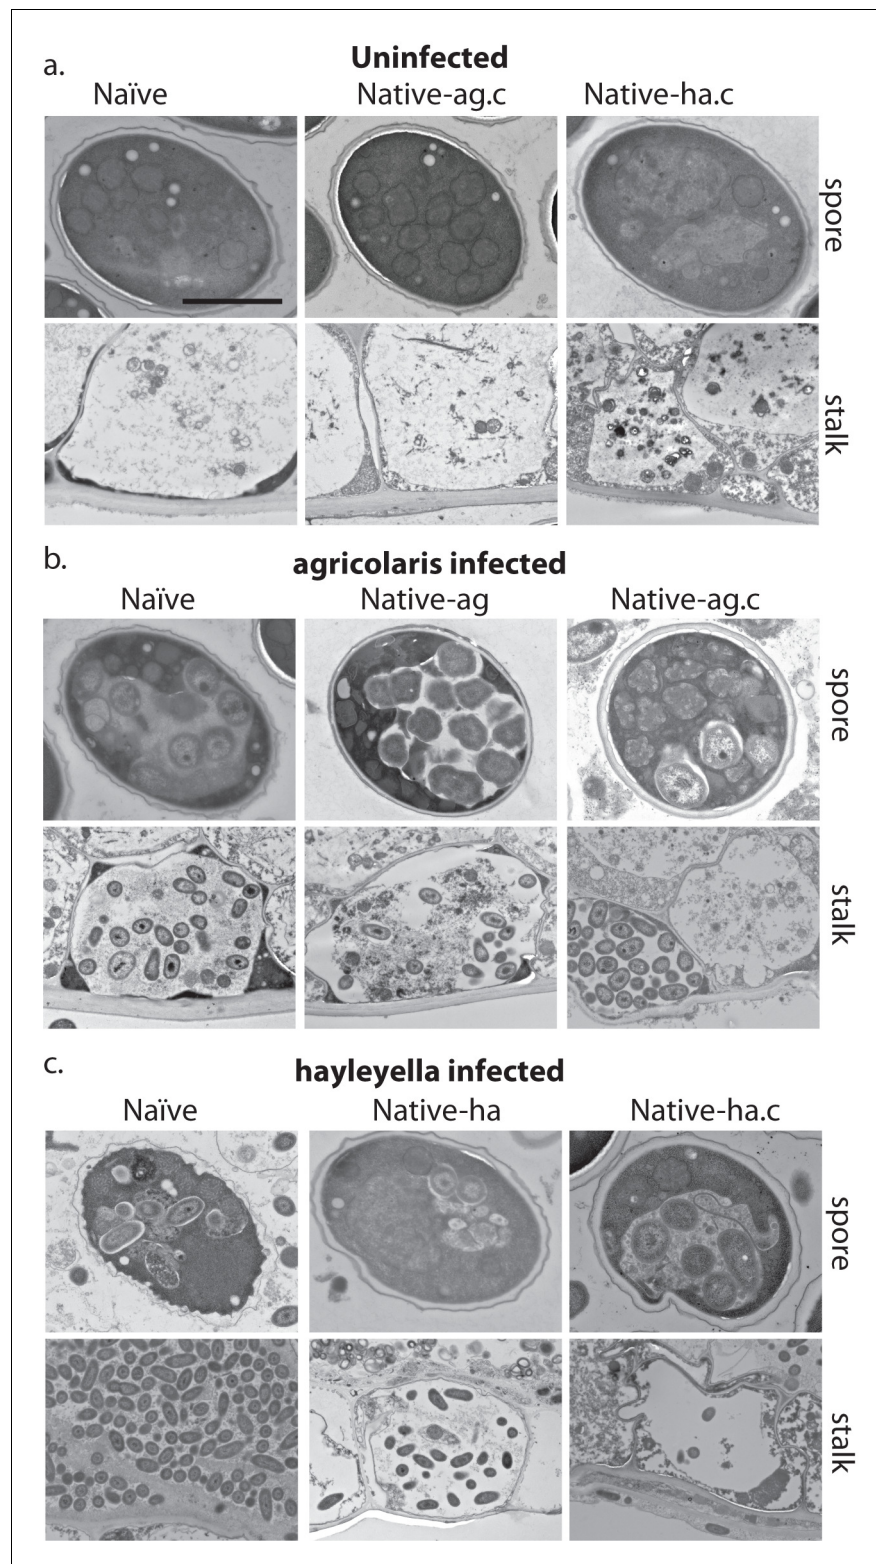 a.
Uninfected
Naïve Native-ag.c Native-ha.c
spore
stalk
b.
agricolaris infected
Naïve Native-ag Native-ag.c
spore
stalk
c.
hayleyella infected
Naïve Native-ha Native-ha.c
spore
stalk